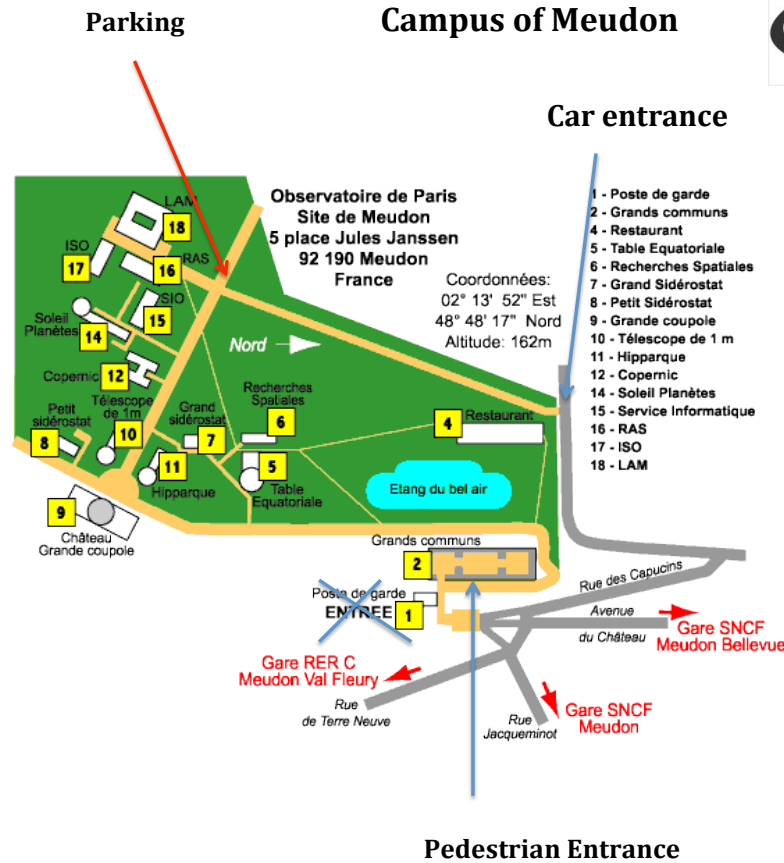 Parking
Campus of Meudon
Car entrance
Observatoire de Paris
Site de Meudon
5 place Jules Janssen
92 190 Meudon
France
Coordonnées:
02° 13' 52" Est
48° 48' 17" Nord
Altitude: 162m
1 - Poste de garde
2 - Grands communs
4 - Restaurant
5 - Table Equatoriale
6 - Recherches Spatiales
7 - Grand Sidérostat
8 - Petit Sidérostat
9 - Grande coupole
10 - Télescope de 1 m
11 - Hipparque
12 - Copernic
14 - Soleil Planètes
15 - Service Informatique
16 - RAS
17 - ISO
18 - LAM
LAM
18
ISO
17
16
RAS
SIO
15
Soleil
Planètes
14
Nord
Copernic
12
Télescope
de 1m
10
Petit
sidérostat
8
Grand
sidérostat
7
Recherches
Spatiales
6
4
Restaurant
11
Hipparque
5
Table
Equatoriale
Etang du bel air
9
Château
Grande coupole
Grands communs
2
Poste de garde
ENTREE
1
Rue des Capucins
Avenue
du Château
Gare SNCF
Meudon Bellevue
Gare RER C
Meudon Val Fleury
Rue
de Terre Neuve
Rue
Jacqueminot
Gare SNCF
Meudon
Pedestrian Entrance